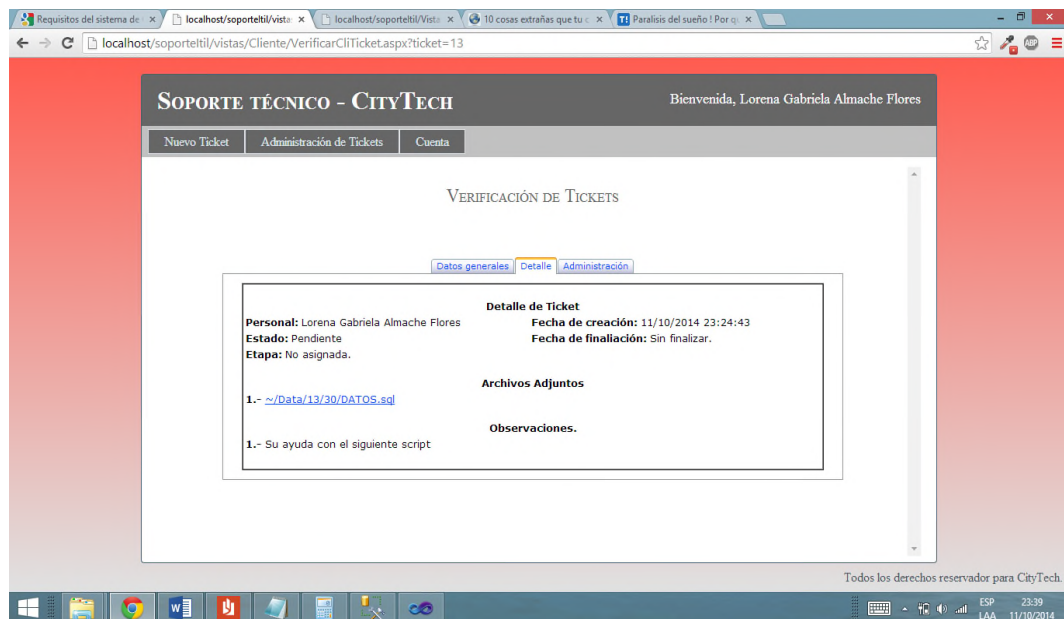 Requisitos del sistema de
localhost/soporteltil/vista
localhost/soporteltil/Vista
10 cosas extrañas que tu c
Paralisis del sueño ! Por q
localhost/soporteltil/vistas/Cliente/VerificarCliTicket.aspx?ticket=13
ABP
Soporte técnico - CityTech
Bienvenida, Lorena Gabriela Almache Flores
Nuevo Ticket
Administración de Tickets
Cuenta
Verificación de Tickets
Datos generales
Detalle
Administración
Detalle de Ticket
Personal: Lorena Gabriela Almache Flores
Fecha de creación: 11/10/2014 23:24:43
Estado: Pendiente
Fecha de finaliación: Sin finalizar.
Etapa: No asignada.
Archivos Adjuntos
1.- ~/Data/13/30/DATOS.sql
Observaciones.
1.- Su ayuda con el siguiente script
Todos los derechos reservador para CityTech.
ESP
LAA
23:39
11/10/2014